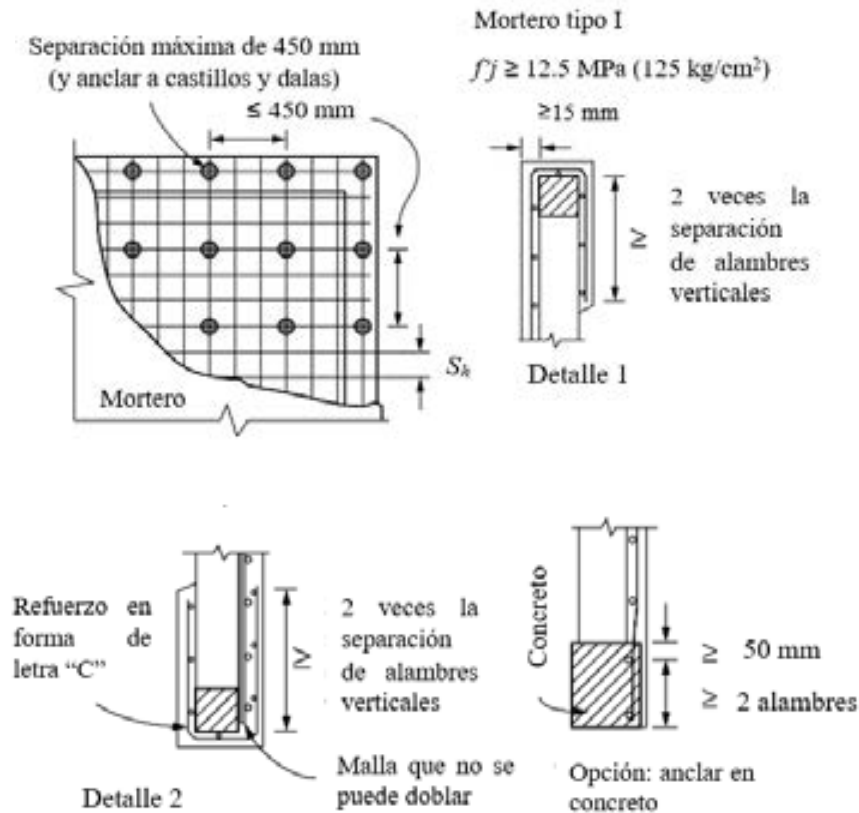 Separación máxima de 450 mm
(y anclar a castillos y dalas)
≤ 450 mm
Mortero tipo I
f'j ≥ 12.5 MPa (125 kg/cm²)
≥15 mm
2 veces la
separación
de alambres
verticales
≥
Sh
Mortero
Detalle 1
Refuerzo en
forma de
letra “C”
2 veces la
separación
de alambres
verticales
≥
Malla que no se
puede doblar
Detalle 2
Concreto
≥ 50 mm
≥ 2 alambres
Opción: anclar en
concreto